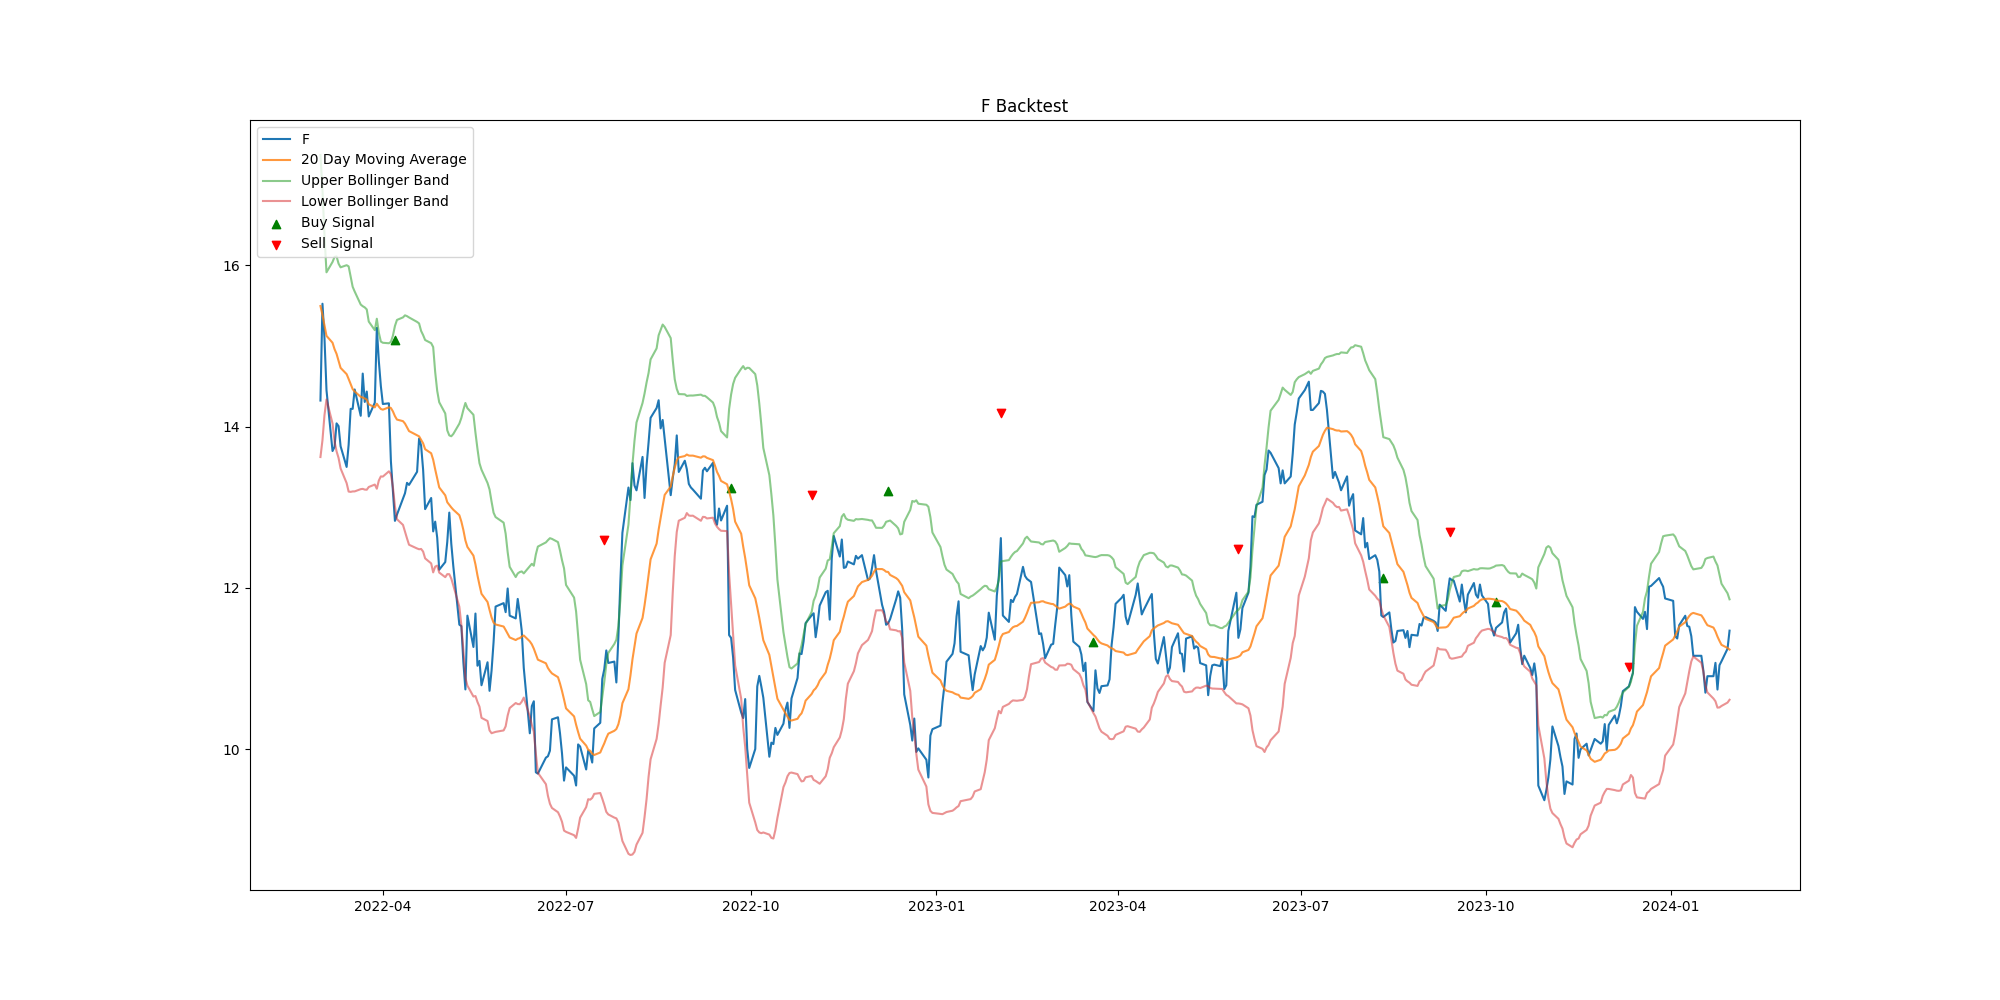 F Backtest
F
20 Day Moving Average
Upper Bollinger Band
Lower Bollinger Band
Buy Signal
Sell Signal
16
14
12
10
2022-04 2022-07 2022-10 2023-01 2023-04 2023-07 2023-10 2024-01